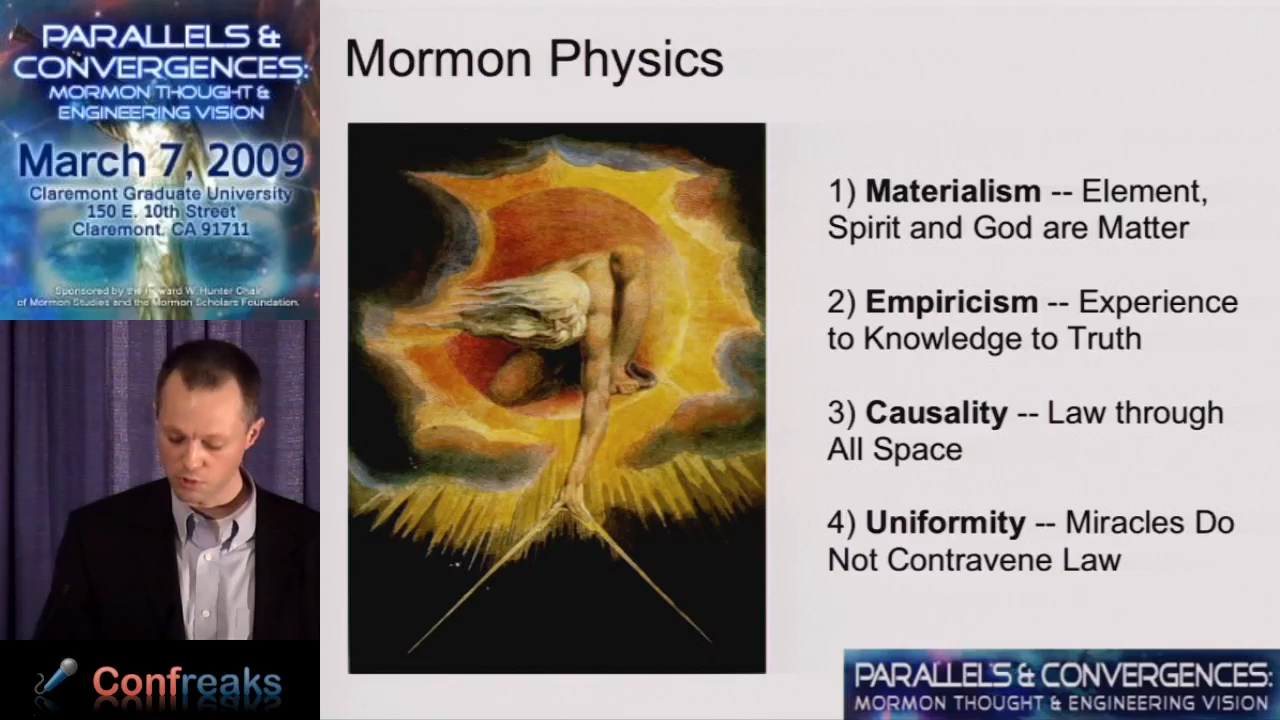 PARALLELS &
CONVERGENCES:
MORMON THOUGHT &
ENGINEERING VISION
March 7, 2009
Claremont Graduate University
150 E. 10th Street
Claremont, CA 91711
Sponsored by the Howard W. Hunter Chair
of Mormon Studies and the Mormon Scholars Foundation.
Confreaks
Mormon Physics
1) Materialism -- Element,
Spirit and God are Matter
2) Empiricism -- Experience
to Knowledge to Truth
3) Causality -- Law through
All Space
4) Uniformity -- Miracles Do
Not Contravene Law
PARALLELS & CONVERGENCES:
MORMON THOUGHT & ENGINEERING VISION